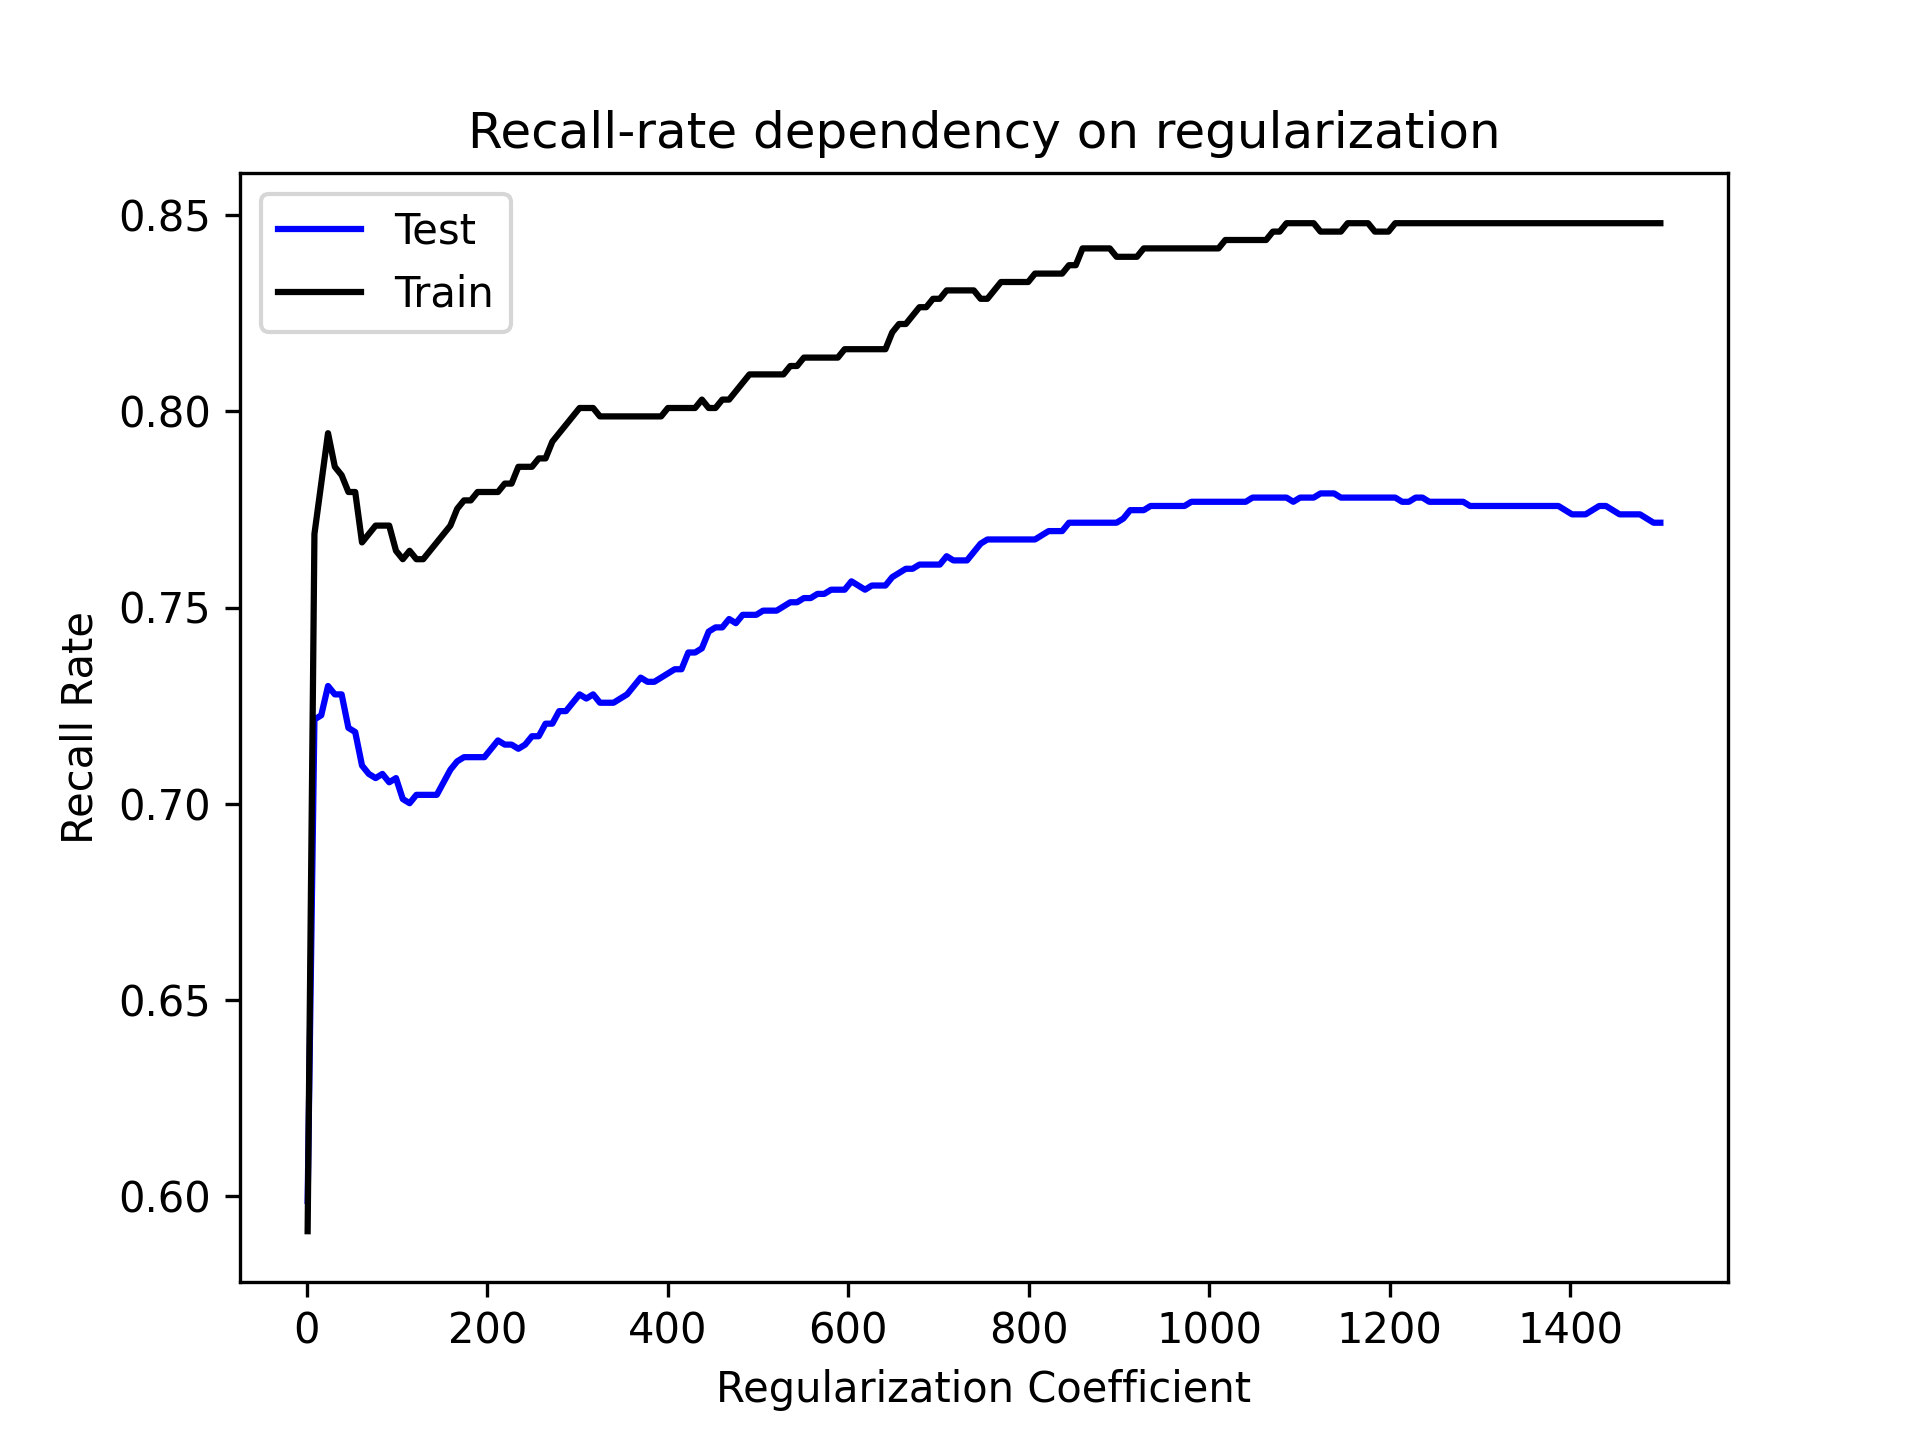 Recall-rate dependency on regularization
Test
Train
0.85
0.80
0.75
0.70
0.65
0.60
Recall Rate
0 200 400 600 800 1000 1200 1400
Regularization Coefficient